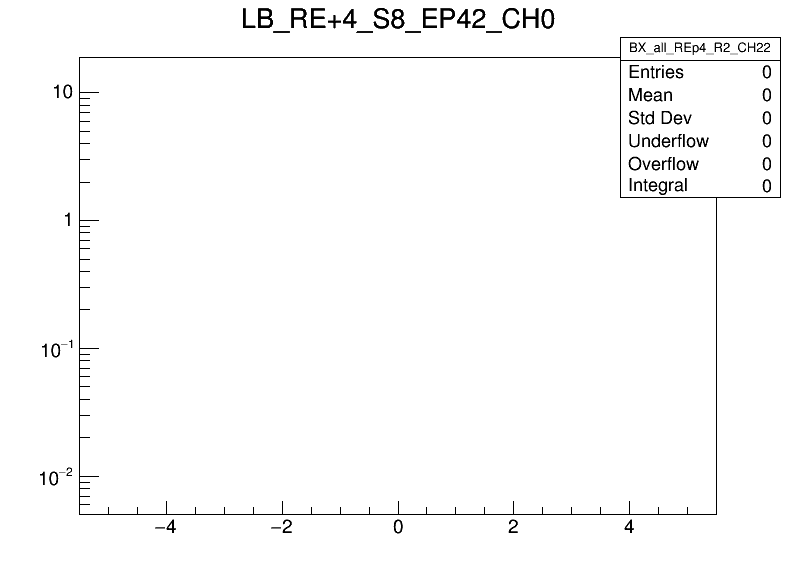 LB_RE+4_S8_EP42_CH0
BX_all_REp4_R2_CH22
Entries 0
Mean 0
Std Dev 0
Underflow 0
Overflow 0
Integral 0
10
1
10⁻¹
10⁻²
−4 −2 0 2 4